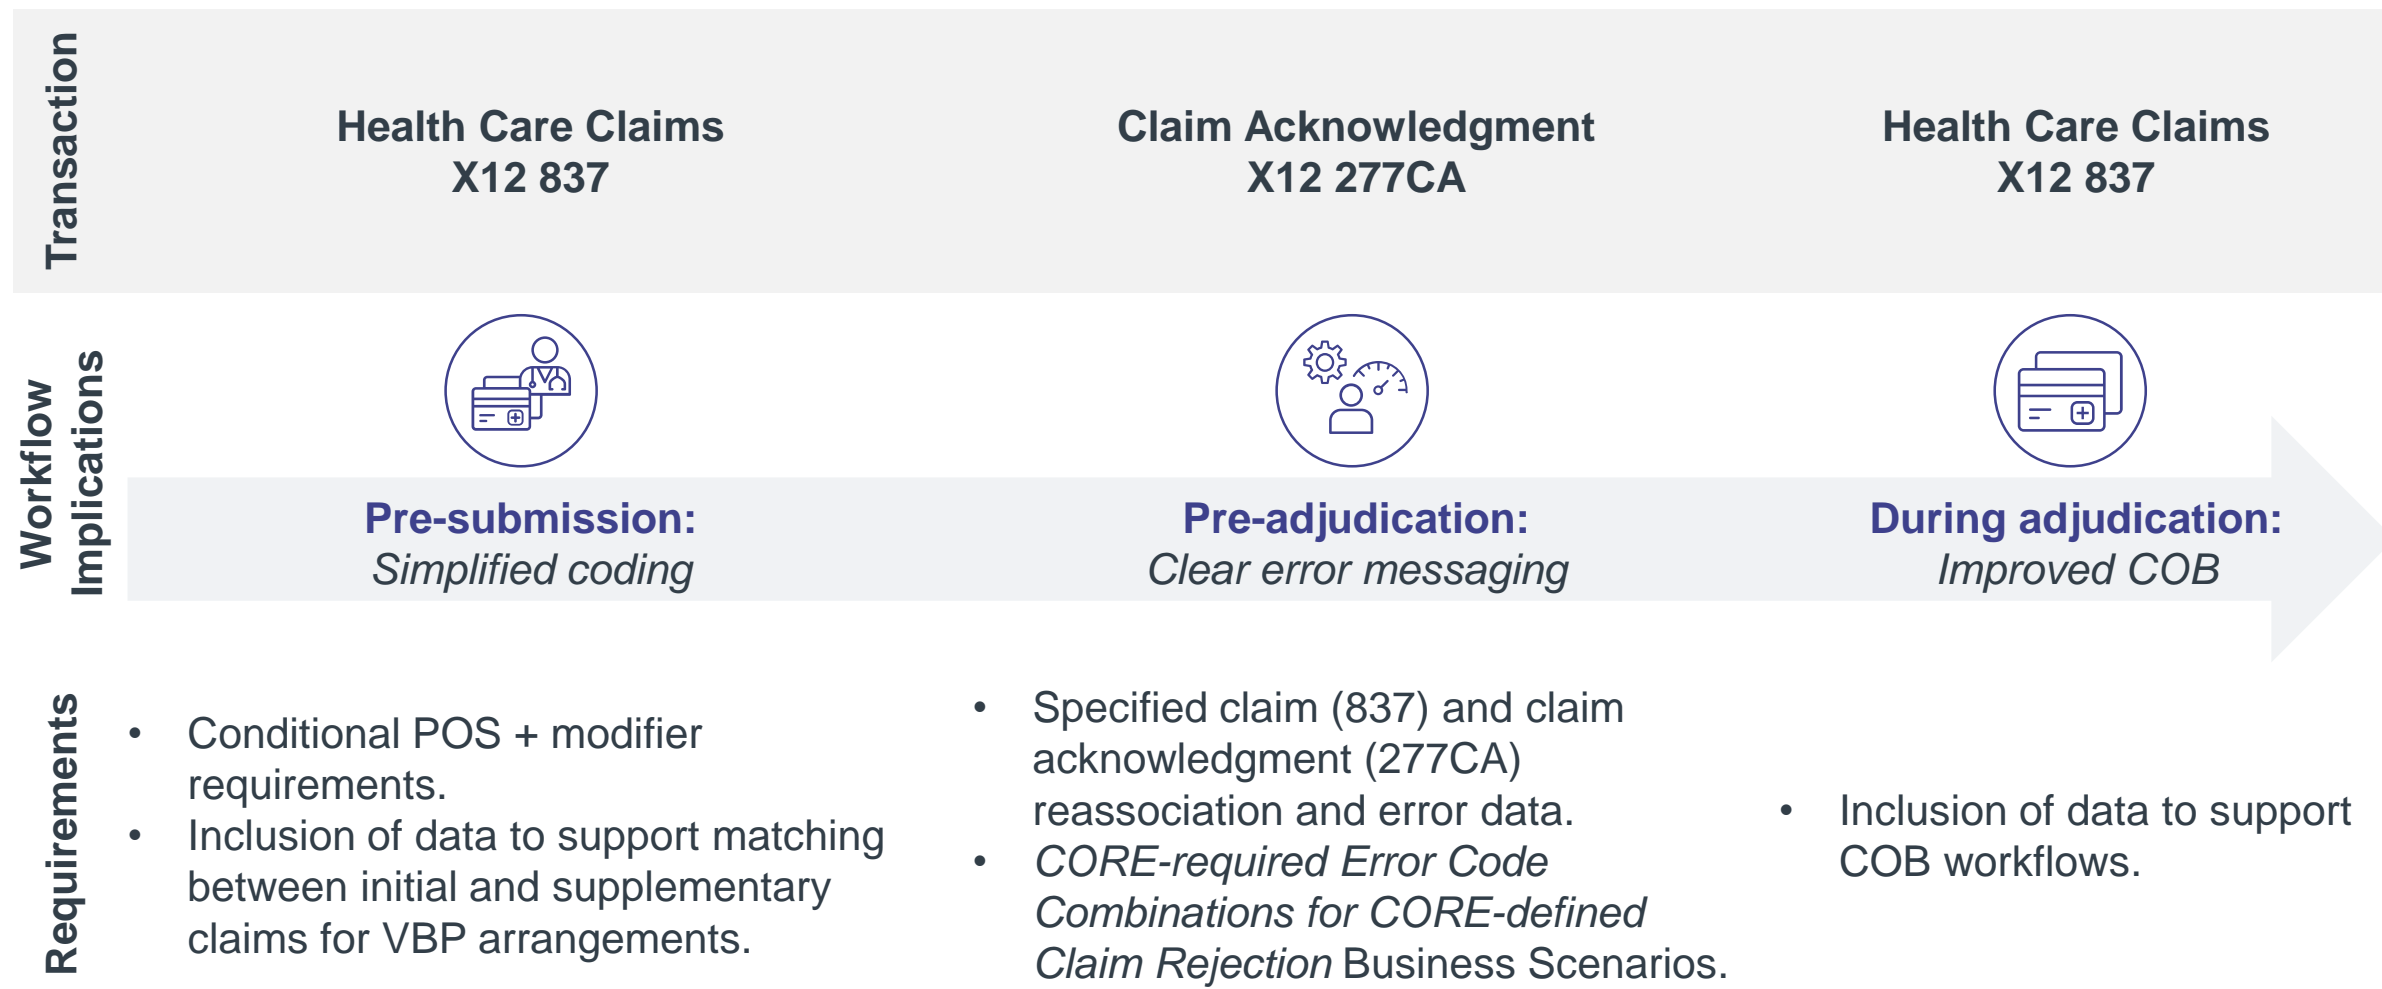 Transaction
Health Care Claims
X12 837
Claim Acknowledgment
X12 277CA
Health Care Claims
X12 837
Workflow
Implications
Pre-submission:
Simplified coding
Pre-adjudication:
Clear error messaging
During adjudication:
Improved COB
Requirements
• Conditional POS + modifier
requirements.
• Inclusion of data to support matching
between initial and supplementary
claims for VBP arrangements.
• Specified claim (837) and claim
acknowledgment (277CA)
reassociation and error data.
• CORE-required Error Code
Combinations for CORE-defined
Claim Rejection Business Scenarios.
• Inclusion of data to support
COB workflows.